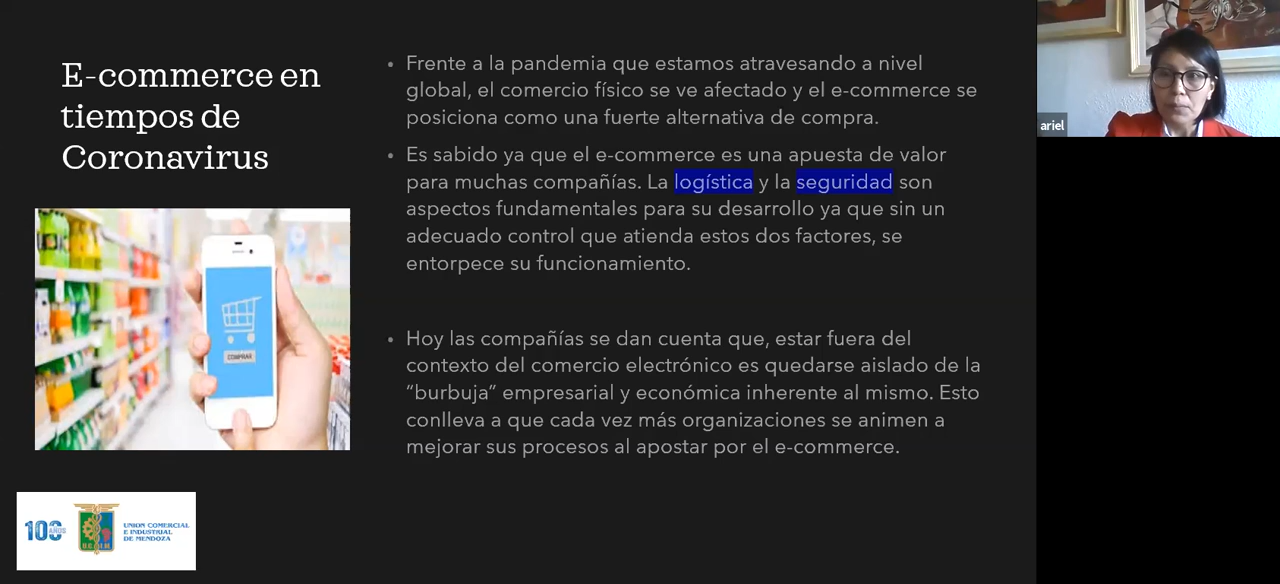 E-commerce en
tiempos de
Coronavirus
• Frente a la pandemia que estamos atravesando a nivel
global, el comercio físico se ve afectado y el e-commerce se
posiciona como una fuerte alternativa de compra.
• Es sabido ya que el e-commerce es una apuesta de valor
para muchas compañías. La logística y la seguridad son
aspectos fundamentales para su desarrollo ya que sin un
adecuado control que atienda estos dos factores, se
entorpece su funcionamiento.
• Hoy las compañías se dan cuenta que, estar fuera del
contexto del comercio electrónico es quedarse aislado de la
“burbuja” empresarial y económica inherente al mismo. Esto
conlleva a que cada vez más organizaciones se animen a
mejorar sus procesos al apostar por el e-commerce.
COMPRAR
100 AÑOS
UNION COMERCIAL
E INDUSTRIAL
DE MENDOZA
ariel